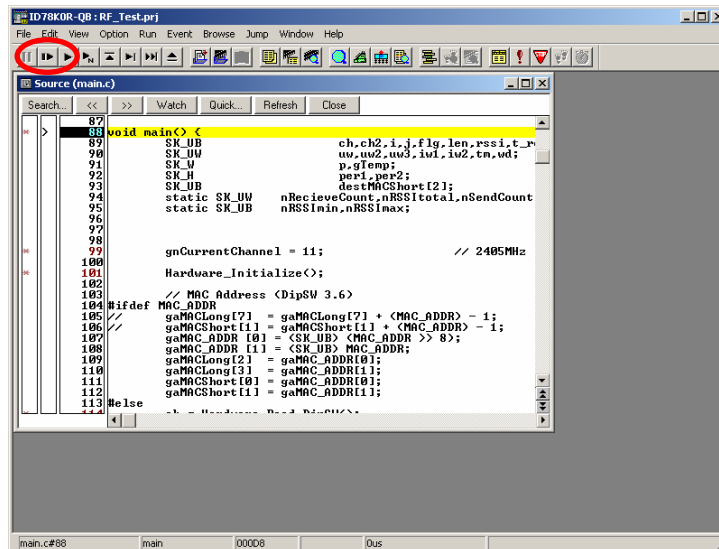 ID78K0R-QB : RF_Test.prj
File Edit View Option Run Event Browse Jump Window Help
Source (main.c)
Search... << >> Watch Quick... Refresh Close
87
88 void main() {
89 SK_UB ch,ch2,i,j,flg,len,rssi,t_r
90 SK_UW uw,uw2,uw3,iw1,iw2,tm,wd;
91 SK_W p,gTemp;
92 SK_H per1,per2;
93 SK_UB destMACShort[2];
94 static SK_UW nRecieveCount,nRSSItotal,nSendCount
95 static SK_UB nRSSImin,nRSSImax;
96
97
98
99 gnCurrentChannel = 11; // 2405MHz
100
101 Hardware_Initialize();
102
103 // MAC Address (DipSW 3.6)
104 #ifdef MAC_ADDR
105 // gaMACLong[7] = gaMACLong[7] + (MAC_ADDR) - 1;
106 // gaMACShort[1] = gaMACShort[1] + (MAC_ADDR) - 1;
107 gaMAC_ADDR [0] = (SK_UB) (MAC_ADDR >> 8);
108 gaMAC_ADDR [1] = (SK_UB) MAC_ADDR;
109 gaMACLong[2] = gaMAC_ADDR[0];
110 gaMACLong[3] = gaMAC_ADDR[1];
111 gaMACShort[0] = gaMAC_ADDR[0];
112 gaMACShort[1] = gaMAC_ADDR[1];
113 #else
main.c#88 main 000D8 0us